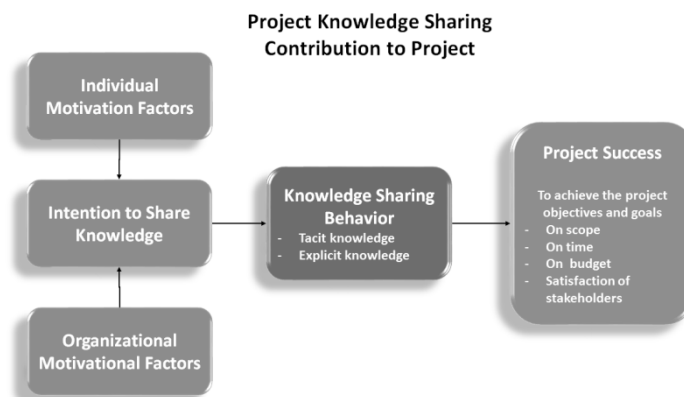 Project Knowledge Sharing
Contribution to Project
Individual
Motivation Factors
Intention to Share
Knowledge
Organizational
Motivational Factors
Knowledge Sharing
Behavior
- Tacit knowledge
- Explicit knowledge
Project Success
To achieve the project
objectives and goals
- On scope
- On time
- On budget
- Satisfaction of
stakeholders